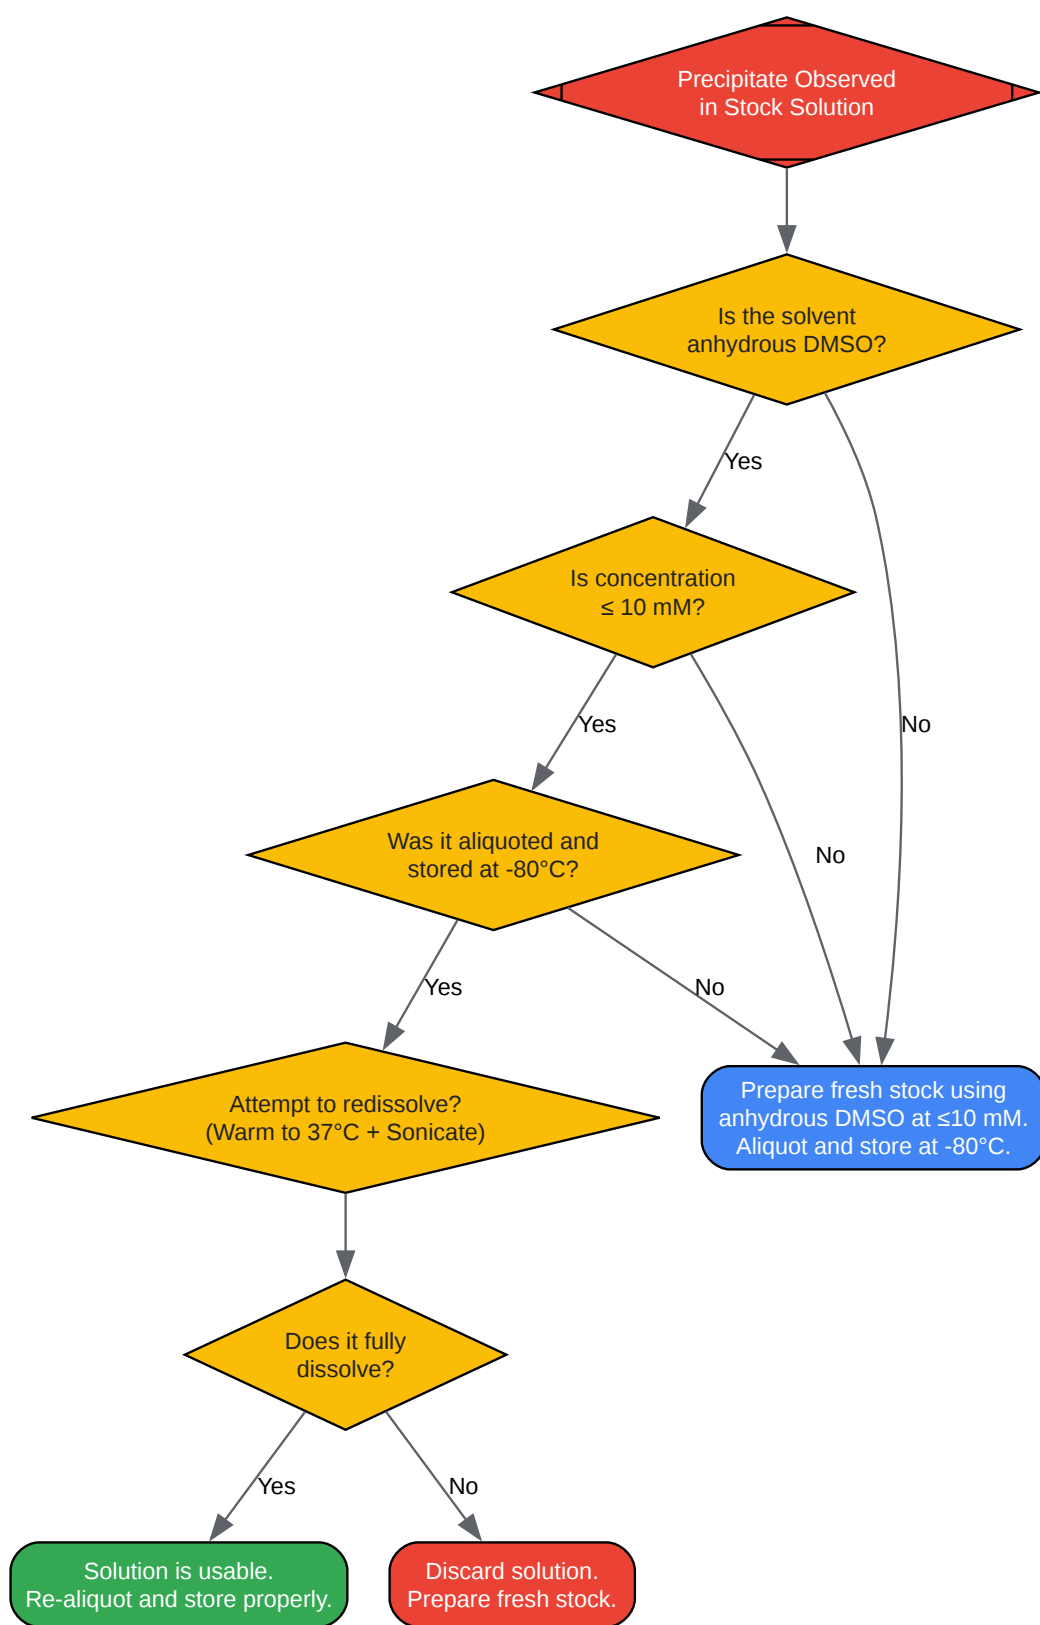 Precipitate Observed
in Stock Solution
Is the solvent
anhydrous DMSO?
Yes
Is concentration
≤ 10 mM?
Yes
No
No
Was it aliquoted and
stored at -80°C?
Yes
No
Attempt to redissolve?
(Warm to 37°C + Sonicate)
Prepare fresh stock using
anhydrous DMSO at ≤10 mM.
Aliquot and store at -80°C.
Does it fully
dissolve?
Yes
No
Solution is usable.
Re-aliquot and store properly.
Discard solution.
Prepare fresh stock.